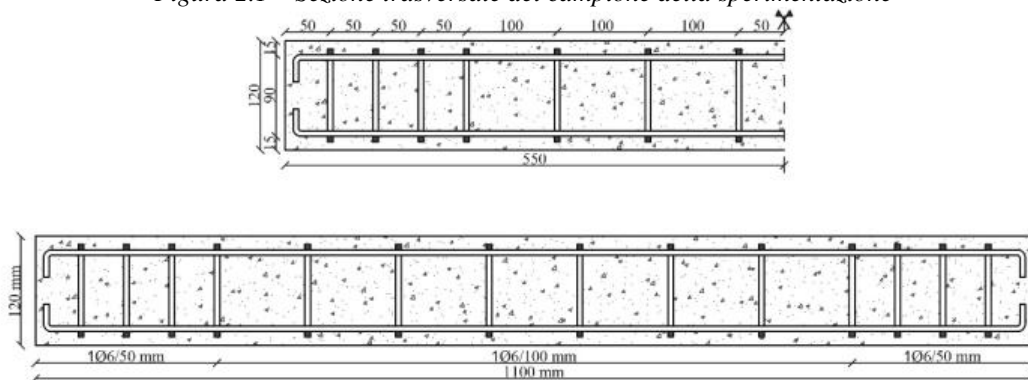 Figura 2.1 – Sezione trasversale del campione della sperimentazione
50 50 50 50 100 100 100 50
15
120 90
15
550
120 mm
1Ø6/50 mm 1Ø6/100 mm 1Ø6/50 mm
1100 mm